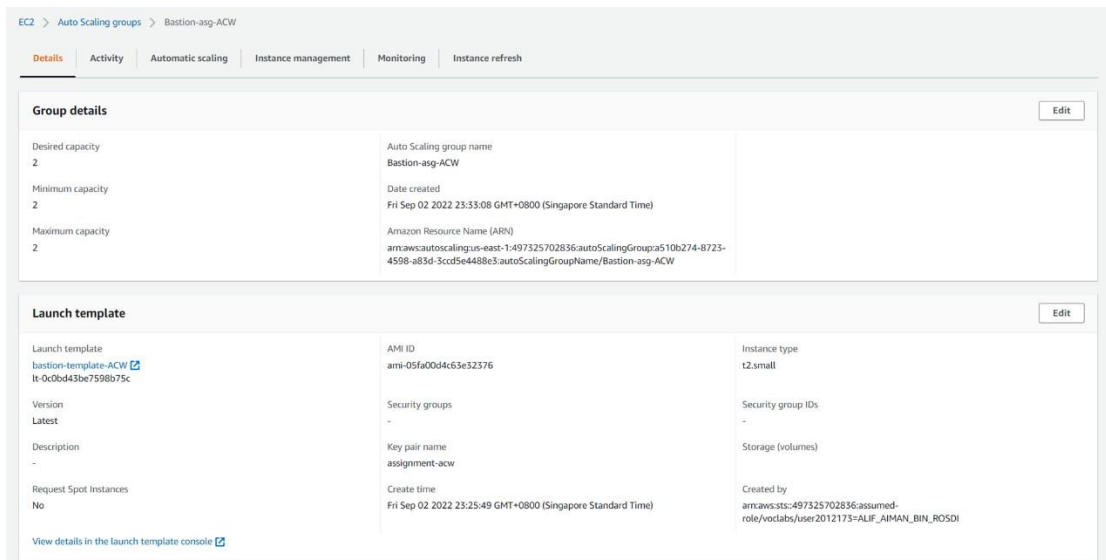 EC2 > Auto Scaling groups > Bastion-asg-ACW
Details Activity Automatic scaling Instance management Monitoring Instance refresh
Group details Edit
Desired capacity
2
Minimum capacity
2
Maximum capacity
2
Auto Scaling group name
Bastion-asg-ACW
Date created
Fri Sep 02 2022 23:33:08 GMT+0800 (Singapore Standard Time)
Amazon Resource Name (ARN)
arn:aws:autoscaling:us-east-1:497325702836:autoScalingGroup:a510b274-8723-
4598-a83d-3ccd5e4488e3:autoScalingGroupName/Bastion-asg-ACW
Launch template Edit
Launch template
bastion-template-ACW
lt-0c0bd43be7598b75c
Version
Latest
Description
-
Request Spot Instances
No
AMI ID
ami-05fa00d4c63e32376
Security groups
-
Key pair name
assignment-acw
Create time
Fri Sep 02 2022 23:25:49 GMT+0800 (Singapore Standard Time)
Instance type
t2.small
Security group IDs
-
Storage (volumes)
Created by
arn:aws:sts::497325702836:assumed-
role/voclabs/user2012173=ALIF_AIMAN_BIN_ROSDI
View details in the launch template console